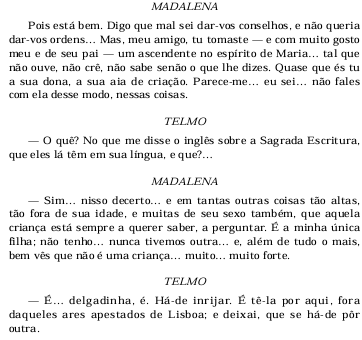 MADALENA
Pois está bem. Digo que mal sei dar-vos conselhos, e não queria
dar-vos ordens... Mas, meu amigo, tu tomaste — e com muito gosto
meu e de seu pai — um ascendente no espírito de Maria... tal que
não ouve, não crê, não sabe senão o que lhe dizes. Quase que és tu
a sua dona, a sua aia de criação. Parece-me... eu sei... não fales
com ela desse modo, nessas coisas.
TELMO
— O quê? No que me disse o inglês sobre a Sagrada Escritura,
que eles lá têm em sua língua, e que?...
MADALENA
— Sim... nisso decerto... e em tantas outras coisas tão altas,
tão fora de sua idade, e muitas de seu sexo também, que aquela
criança está sempre a querer saber, a perguntar. É a minha única
filha; não tenho... nunca tivemos outra... e, além de tudo o mais,
bem vês que não é uma criança... muito... muito forte.
TELMO
— É... delgadinha, é. Há-de inrijar. É tê-la por aqui, fora
daqueles ares apestados de Lisboa; e deixai, que se há-de pôr
outra.